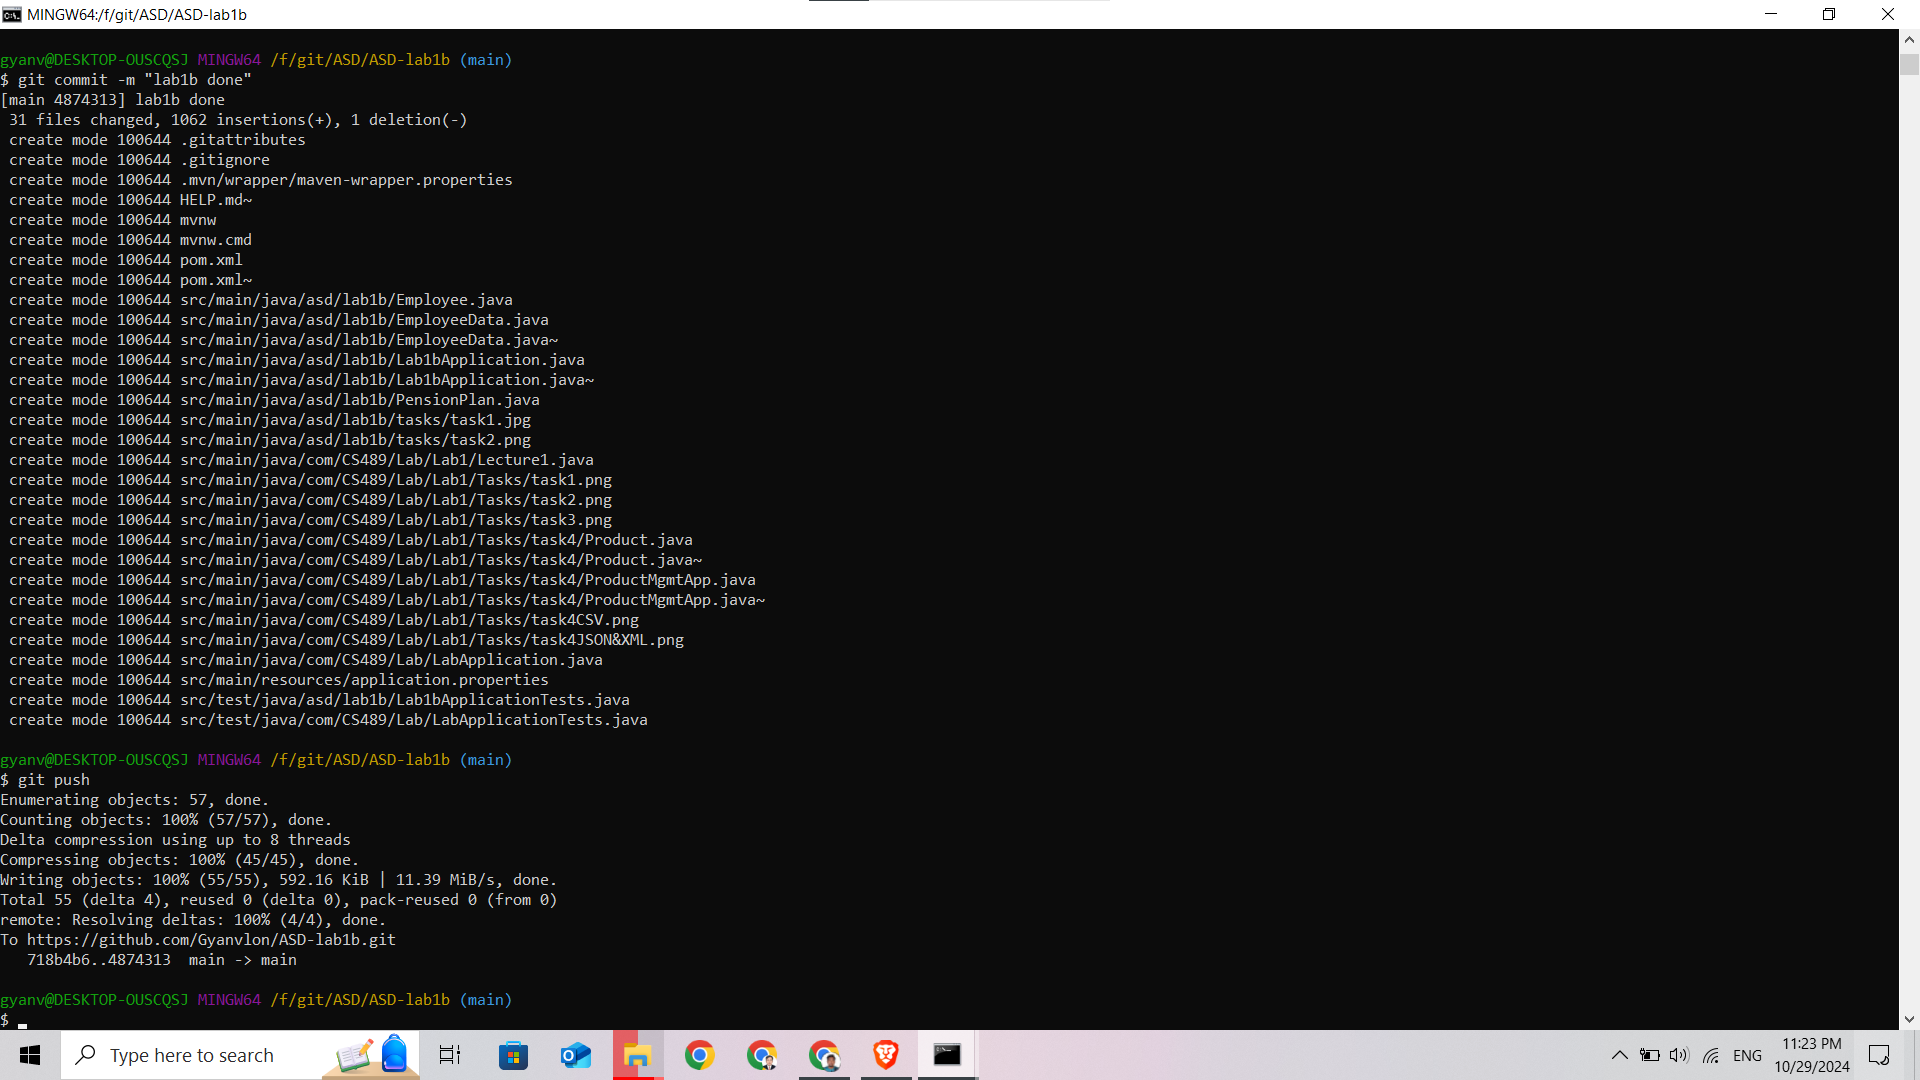 MINGW64:/f/git/ASD/ASD-lab1b
gyanv@DESKTOP-OUSCQSJ MINGW64 /f/git/ASD/ASD-lab1b (main)
$ git commit -m "lab1b done"
[main 4874313] lab1b done
 31 files changed, 1062 insertions(+), 1 deletion(-)
 create mode 100644 .gitattributes
 create mode 100644 .gitignore
 create mode 100644 .mvn/wrapper/maven-wrapper.properties
 create mode 100644 HELP.md~
 create mode 100644 mvnw
 create mode 100644 mvnw.cmd
 create mode 100644 pom.xml
 create mode 100644 pom.xml~
 create mode 100644 src/main/java/asd/lab1b/Employee.java
 create mode 100644 src/main/java/asd/lab1b/EmployeeData.java
 create mode 100644 src/main/java/asd/lab1b/EmployeeData.java~
 create mode 100644 src/main/java/asd/lab1b/Lab1bApplication.java
 create mode 100644 src/main/java/asd/lab1b/Lab1bApplication.java~
 create mode 100644 src/main/java/asd/lab1b/PensionPlan.java
 create mode 100644 src/main/java/asd/lab1b/tasks/task1.jpg
 create mode 100644 src/main/java/asd/lab1b/tasks/task2.png
 create mode 100644 src/main/java/com/CS489/Lab/Lab1/Lecture1.java
 create mode 100644 src/main/java/com/CS489/Lab/Lab1/Tasks/task1.png
 create mode 100644 src/main/java/com/CS489/Lab/Lab1/Tasks/task2.png
 create mode 100644 src/main/java/com/CS489/Lab/Lab1/Tasks/task3.png
 create mode 100644 src/main/java/com/CS489/Lab/Lab1/Tasks/task4/Product.java
 create mode 100644 src/main/java/com/CS489/Lab/Lab1/Tasks/task4/Product.java~
 create mode 100644 src/main/java/com/CS489/Lab/Lab1/Tasks/task4/ProductMgmtApp.java
 create mode 100644 src/main/java/com/CS489/Lab/Lab1/Tasks/task4/ProductMgmtApp.java~
 create mode 100644 src/main/java/com/CS489/Lab/Lab1/Tasks/task4CSV.png
 create mode 100644 src/main/java/com/CS489/Lab/Lab1/Tasks/task4JSON&XML.png
 create mode 100644 src/main/java/com/CS489/Lab/LabApplication.java
 create mode 100644 src/main/resources/application.properties
 create mode 100644 src/test/java/asd/lab1b/Lab1bApplicationTests.java
 create mode 100644 src/test/java/com/CS489/Lab/LabApplicationTests.java
gyanv@DESKTOP-OUSCQSJ MINGW64 /f/git/ASD/ASD-lab1b (main)
$ git push
Enumerating objects: 57, done.
Counting objects: 100% (57/57), done.
Delta compression using up to 8 threads
Compressing objects: 100% (45/45), done.
Writing objects: 100% (55/55), 592.16 KiB | 11.39 MiB/s, done.
Total 55 (delta 4), reused 0 (delta 0), pack-reused 0 (from 0)
remote: Resolving deltas: 100% (4/4), done.
To https://github.com/Gyanvlon/ASD-lab1b.git
   718b4b6..4874313  main -> main
gyanv@DESKTOP-OUSCQSJ MINGW64 /f/git/ASD/ASD-lab1b (main)
$
Type here to search
ENG
11:23 PM
10/29/2024